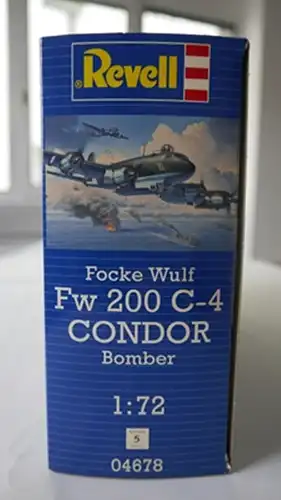 ®Revell
Focke Wulf
Fw 200 C-4
CONDOR
Bomber
1:72
5
04678